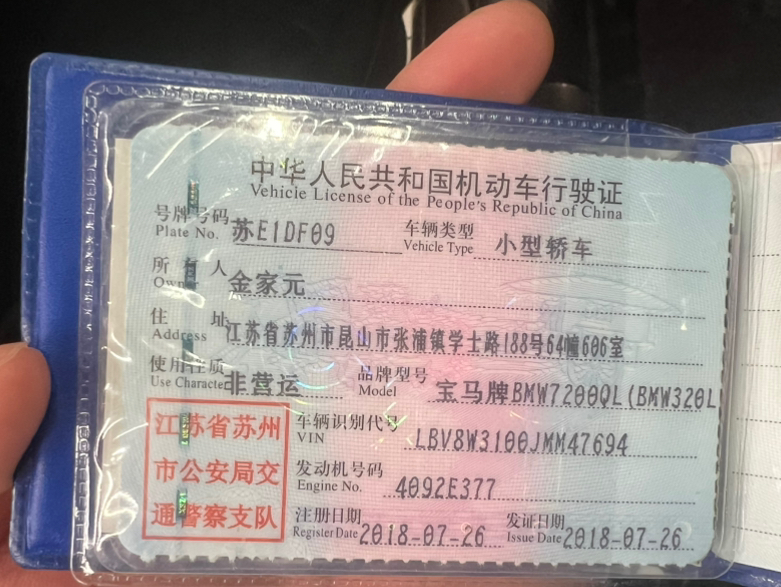 中华人民共和国机动车行驶证
Vehicle License of the People's Republic of China
号牌号码 苏E1DF09 车辆类型 小型轿车
Plate No. Vehicle Type
所有人 金家元
Owner
住址 江苏省苏州市昆山市张浦镇学士路188号64幢606室
Address
使用性质 非营运 品牌型号 宝马牌BMW7200QL(BMW320L
Use Character Model
江苏省苏州
市公安局交
通警察支队
车辆识别代号 LBV8W3100JMM47694
VIN
发动机号码 4092E377
Engine No.
注册日期 2018-07-26 发证日期 2018-07-26
Register Date Issue Date